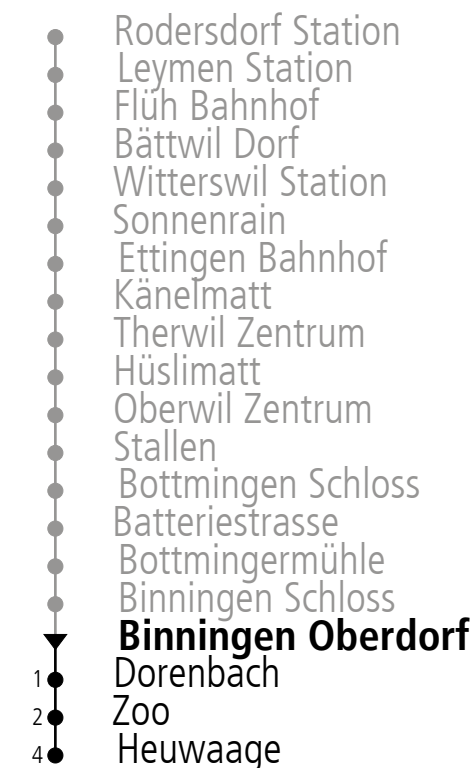 Rodersdorf Station
Leymen Station
Flüh Bahnhof
Bättwil Dorf
Witterswil Station
Sonnenrain
Ettingen Bahnhof
Känelmatt
Therwil Zentrum
Hüslimatt
Oberwil Zentrum
Stallen
Bottmingen Schloss
Batteriestrasse
Bottmingermühle
Binningen Schloss
Binningen Oberdorf
1 Dorenbach
2 Zoo
4 Heuwaage